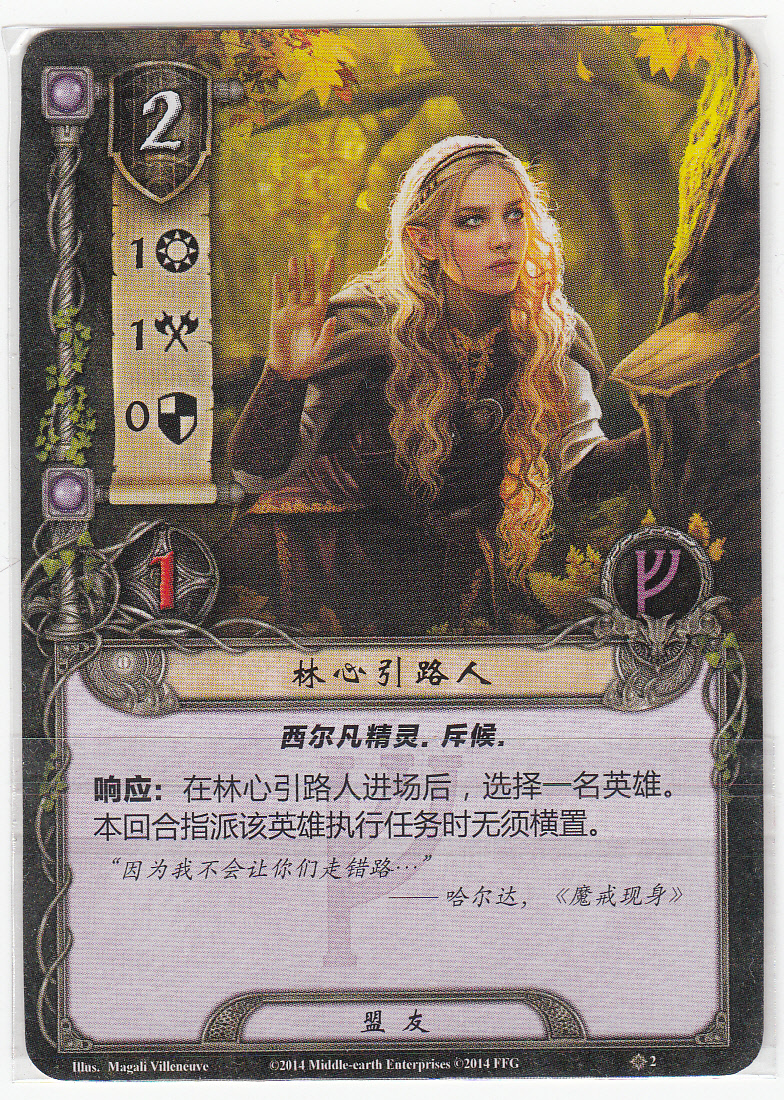 2
1
1
0
1
林心引路人
西尔凡精灵. 斥候.
响应：在林心引路人进场后，选择一名英雄。
本回合指派该英雄执行任务时无须横置。
“因为我不会让你们走错路…”
—— 哈尔达，《魔戒现身》
盟 友
Illus. Magali Villeneuve ©2014 Middle-earth Enterprises ©2014 FFG 2